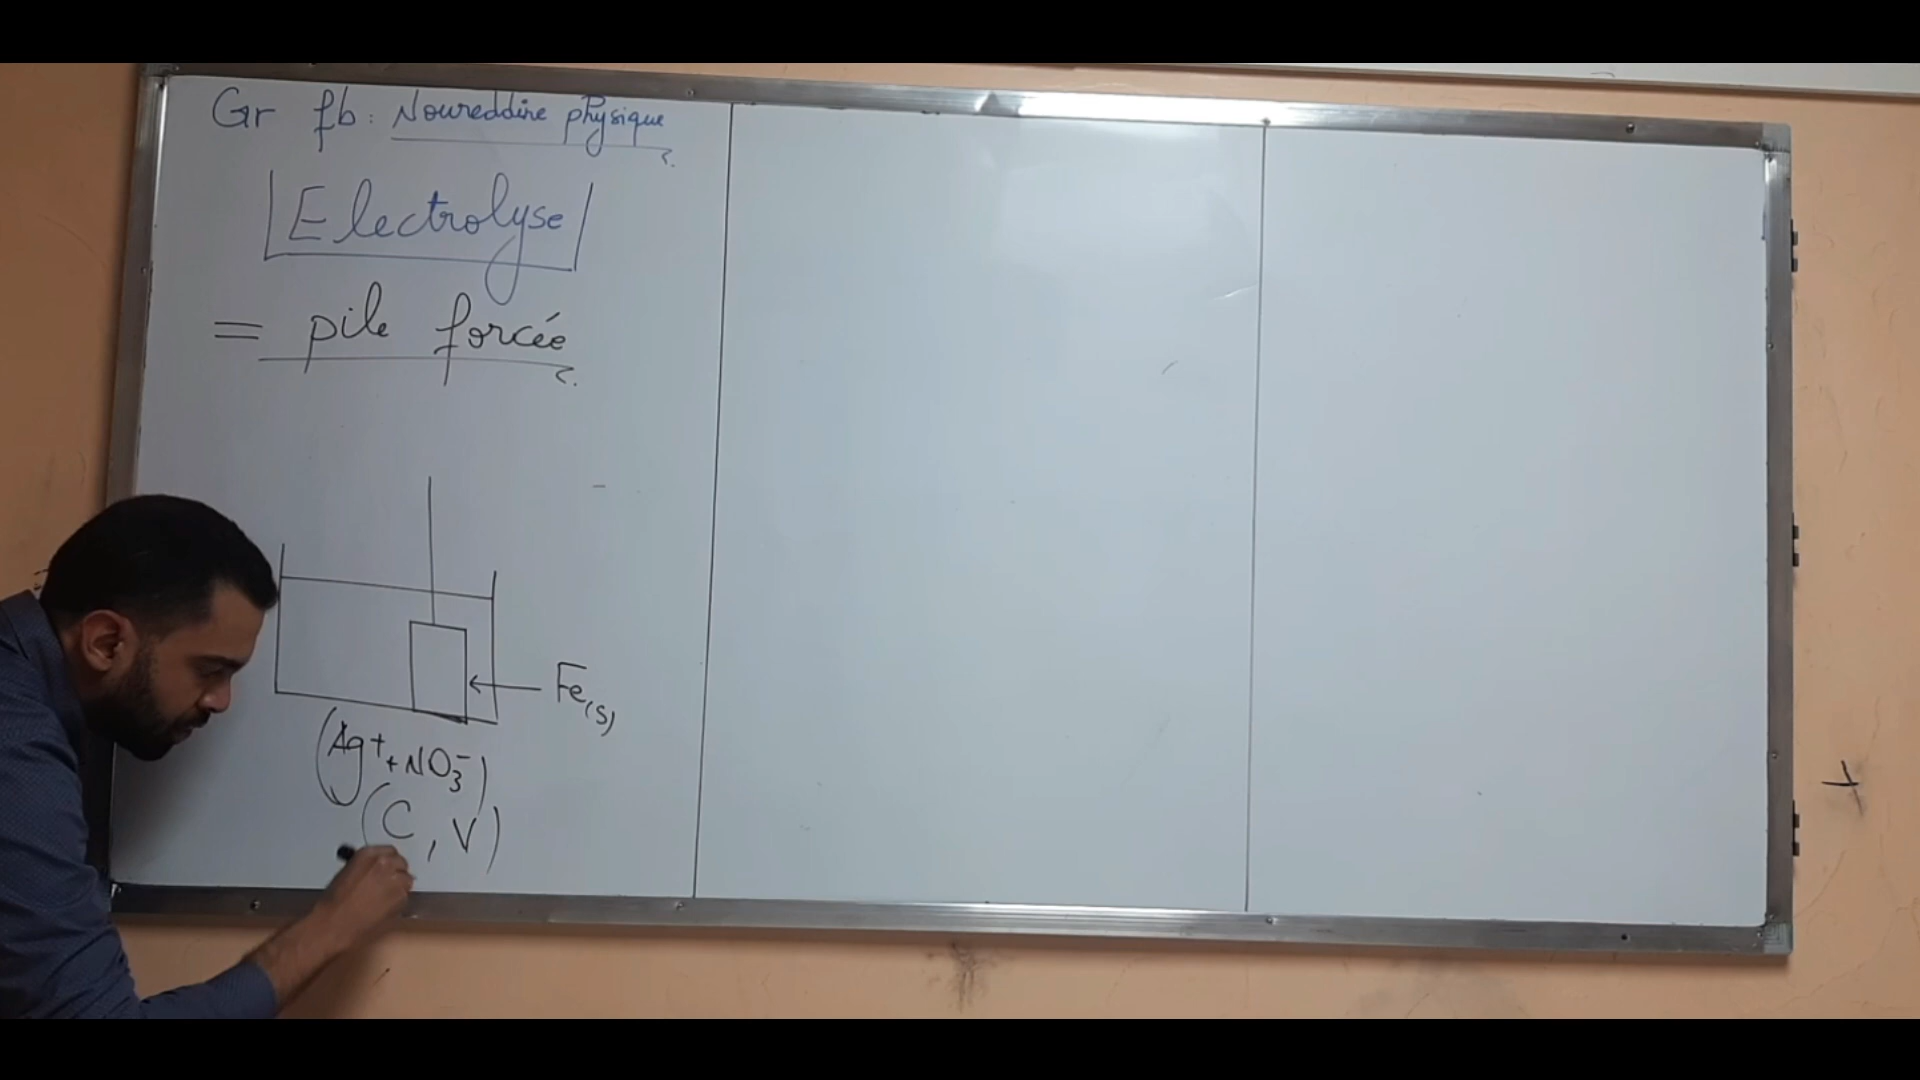 Gr fb: Noureddine physique
Electrolyse
= pile forcée
Fe(s)
(Ag⁺ + NO₃⁻)
(C, V)